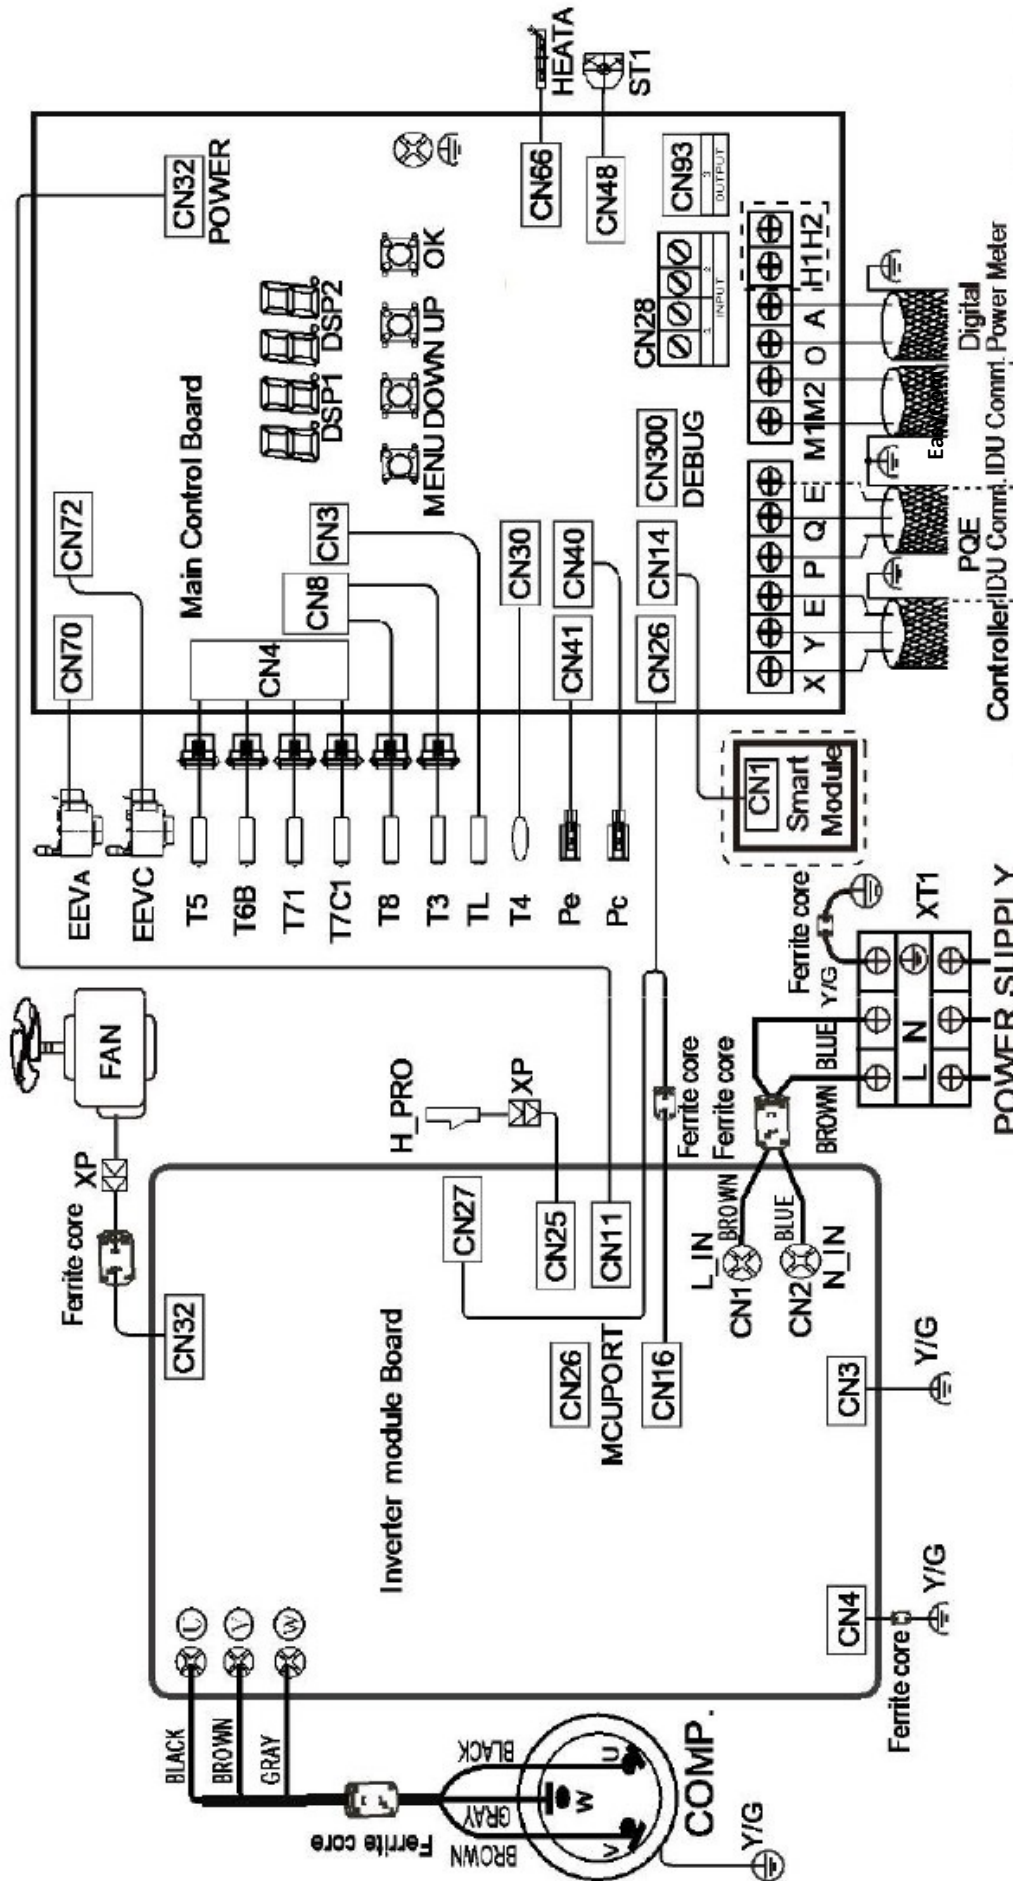 HEATA
ST1
CN32
POWER
CN66
CN48
OK
CN93
3
OUTPUT
DSP2
UP
CN28
1 INPUT 2
H1H2
DSP1
DOWN
MENU
Main Control Board
CN300
DEBUG
M1M2 O A
CN72
CN70
CN3
CN8
CN4
CN30
CN40
CN41
CN14
CN26
X Y E P Q E
Digital
Power Meter
IDU Comm.
PQE
IDU Comm.
Controller
EEVA
EEVC
T5
T6B
T71
T7C1
T8
T3
TL
T4
Pe
Pc
CN1
Smart
Module
FAN
XP
Ferrite core
H_PRO
XP
Ferrite core
Ferrite core
Ferrite core
Y/G
BLUE
BROWN
L N
XT1
POWER SUPPLY
CN32
CN27
CN25
CN11
CN26
MCUPORT
CN16
L_IN
CN1
BROWN
BLUE
CN2
N_IN
Inverter module Board
CN3
Y/G
CN4
Ferrite core
Y/G
U
V
W
BLACK
BROWN
GRAY
Ferrite core
BLACK
GRAY
BROWN
U
W
V
COMP.
Y/G